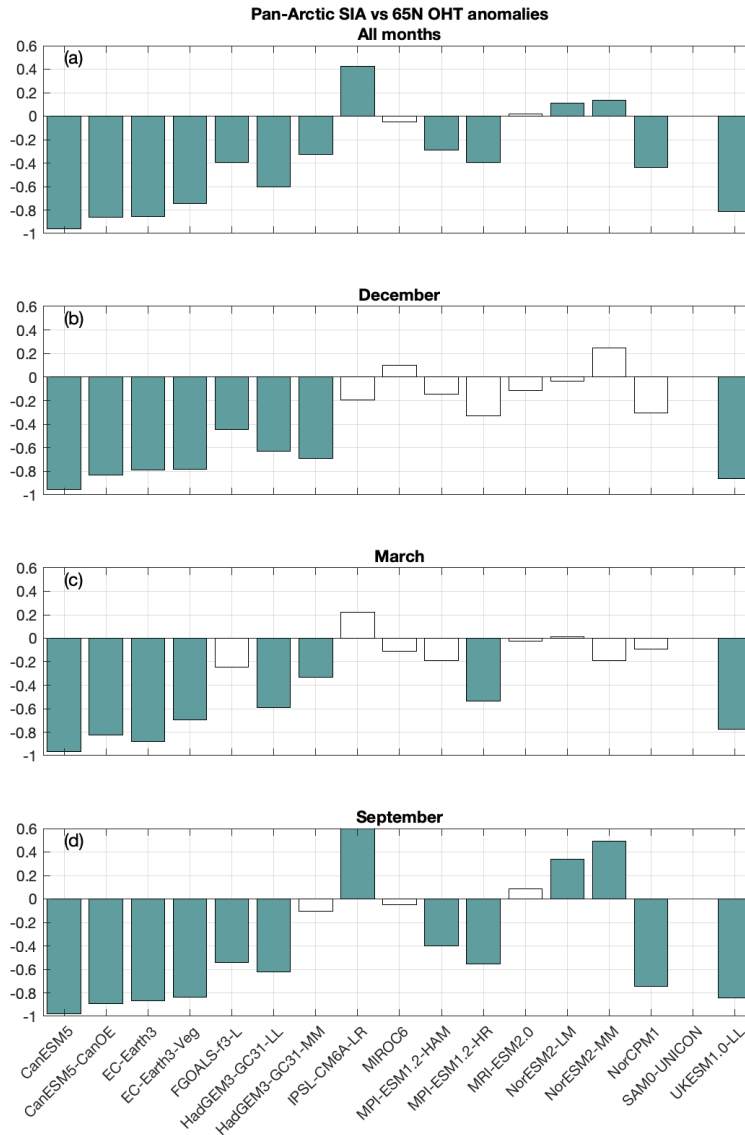 Pan-Arctic SIA vs 65N OHT anomalies
All months
(a)
0.6
0.4
0.2
0
-0.2
-0.4
-0.6
-0.8
-1
December
(b)
0.6
0.4
0.2
0
-0.2
-0.4
-0.6
-0.8
-1
March
(c)
0.6
0.4
0.2
0
-0.2
-0.4
-0.6
-0.8
-1
September
(d)
0.6
0.4
0.2
0
-0.2
-0.4
-0.6
-0.8
-1
CanESM5
CanESM5-CanOE
EC-Earth3
EC-Earth3-Veg
FGOALS-f3-L
HadGEM3-GC31-LL
HadGEM3-GC31-MM
IPSL-CM6A-LR
MIROC6
MPI-ESM1.2-HAM
MPI-ESM1.2-HR
MRI-ESM2.0
NorESM2-LM
NorESM2-MM
NorCPM1
SAM0-UNICON
UKESM1.0-LL